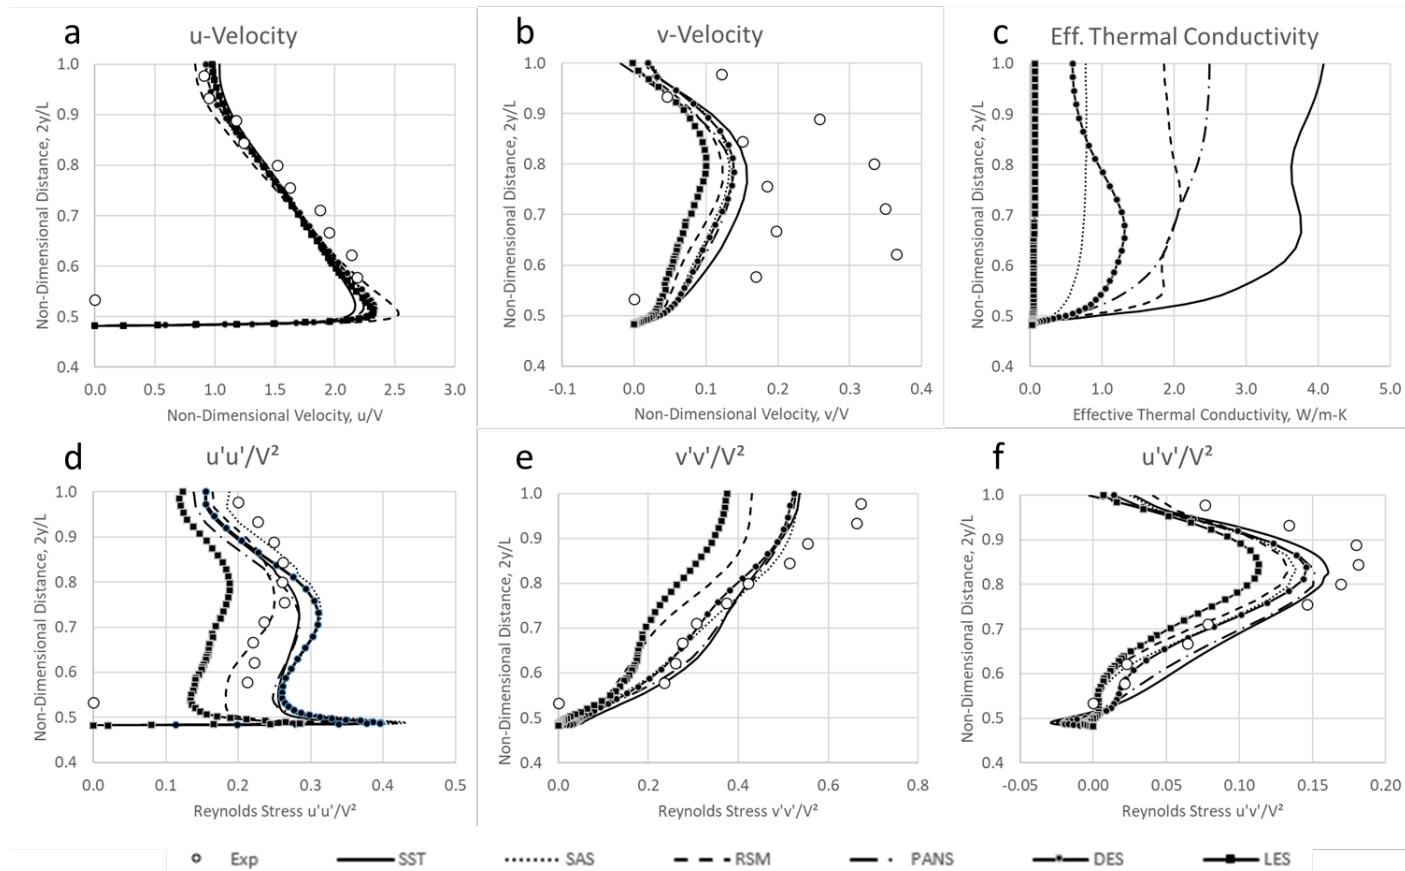 a
u-Velocity
Non-Dimensional Distance, 2y/L
1.0
0.9
0.8
0.7
0.6
0.5
0.4
0.0 0.5 1.0 1.5 2.0 2.5 3.0
Non-Dimensional Velocity, u/V
b
v-Velocity
Non-Dimensional Distance, 2y/L
1.0
0.9
0.8
0.7
0.6
0.5
0.4
-0.1 0.0 0.1 0.2 0.3 0.4
Non-Dimensional Velocity, v/V
c
Eff. Thermal Conductivity
Non-Dimensional Distance, 2y/L
1.0
0.9
0.8
0.7
0.6
0.5
0.4
0.0 1.0 2.0 3.0 4.0 5.0
Effective Thermal Conductivity, W/m-K
d
u'u'/V²
Non-Dimensional Distance, 2y/L
1.0
0.9
0.8
0.7
0.6
0.5
0.4
0.0 0.1 0.2 0.3 0.4 0.5
Reynolds Stress u'u'/V²
e
v'v'/V²
Non-Dimensional Distance, 2y/L
1.0
0.9
0.8
0.7
0.6
0.5
0.4
0.0 0.2 0.4 0.6 0.8
Reynolds Stress v'v'/V²
f
u'v'/V²
Non-Dimensional Distance, 2y/L
1.0
0.9
0.8
0.7
0.6
0.5
0.4
-0.05 0.00 0.05 0.10 0.15 0.20
Reynolds Stress u'v'/V²
Exp SST SAS RSM PANS DES LES